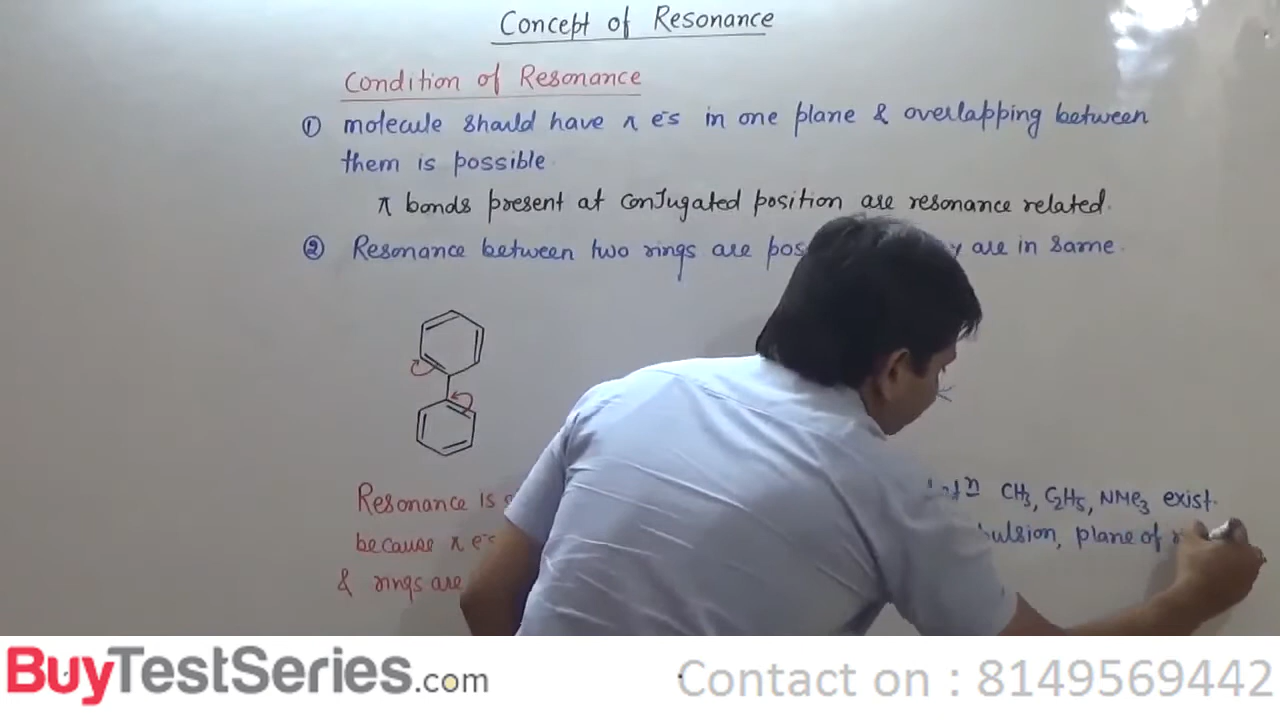 Concept of Resonance
Condition of Resonance
① molecule should have π e-s in one plane & overlapping between
them is possible.
π bonds present at conjugated position are resonance related.
② Resonance between two rings are are in same.
Resonance is
because π e-s
& rings are
CH3, C2H5, NMe3 exist.
plane of
BuyTestSeries.com
Contact on : 8149569442